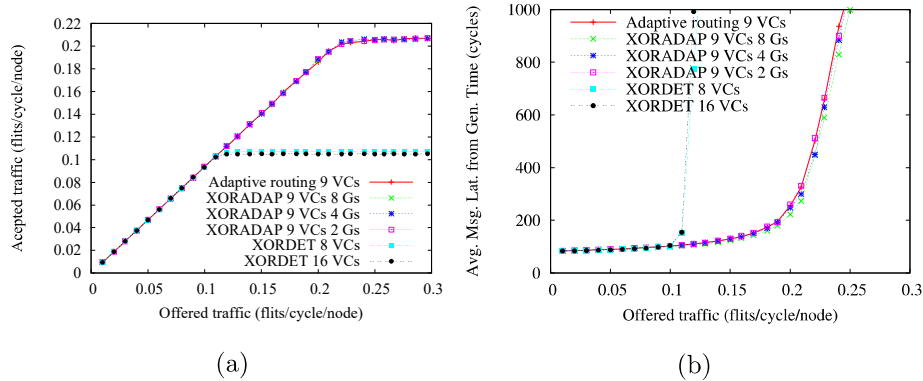 0.22
0.2
0.18
0.16
0.14
0.12
0.1
0.08
0.06
0.04
0.02
0
Acepted traffic (flits/cycle/node)
Adaptive routing 9 VCs
XORADAP 9 VCs 8 Gs
XORADAP 9 VCs 4 Gs
XORADAP 9 VCs 2 Gs
XORDET 8 VCs
XORDET 16 VCs
0 0.05 0.1 0.15 0.2 0.25 0.3
Offered traffic (flits/cycle/node)
(a)
1000
800
600
400
200
0
Avg. Msg. Lat. from Gen. Time (cycles)
Adaptive routing 9 VCs
XORADAP 9 VCs 8 Gs
XORADAP 9 VCs 4 Gs
XORADAP 9 VCs 2 Gs
XORDET 8 VCs
XORDET 16 VCs
0 0.05 0.1 0.15 0.2 0.25 0.3
Offered traffic (flits/cycle/node)
(b)